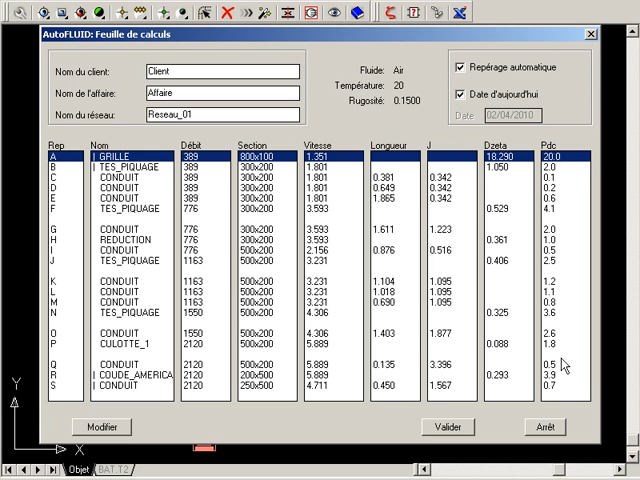 AutoFLUID: Feuille de calculs
Nom du client: Client
Nom de l'affaire: Affaire
Nom du réseau: Reseau_01
Fluide: Air
Température: 20
Rugosité: 0.1500
Repérage automatique
Date d'aujourd'hui
Date 02/04/2010
Rep Nom Débit Section Vitesse Longueur J Dzeta Pdc
A | GRILLE 389 800x100 1.351 18.290 20.0
B | TES_PIQUAGE 389 300x200 1.801 1.050 2.0
C CONDUIT 389 300x200 1.801 0.381 0.342 0.1
D CONDUIT 389 300x200 1.801 0.649 0.342 0.2
E CONDUIT 389 300x200 1.801 1.865 0.342 0.6
F TES_PIQUAGE 776 300x200 3.593 0.529 4.1
G CONDUIT 776 300x200 3.593 1.611 1.223 2.0
H REDUCTION 776 300x200 3.593 0.361 1.0
I CONDUIT 776 500x200 2.156 0.876 0.516 0.5
J TES_PIQUAGE 1163 500x200 3.231 0.406 2.5
K CONDUIT 1163 500x200 3.231 1.104 1.095 1.2
L CONDUIT 1163 500x200 3.231 1.018 1.095 1.1
M CONDUIT 1163 500x200 3.231 0.690 1.095 0.8
N TES_PIQUAGE 1550 500x200 4.306 0.325 3.6
O CONDUIT 1550 500x200 4.306 1.403 1.877 2.6
P CULOTTE_1 2120 500x200 5.889 0.088 1.8
Q CONDUIT 2120 500x200 5.889 0.135 3.396 0.5
R | COUDE_AMERICA 2120 200x500 5.889 0.293 3.9
S | CONDUIT 2120 250x500 4.711 0.450 1.567 0.7
Modifier Valider Arrêt
Y
X
Objet BAT.T2